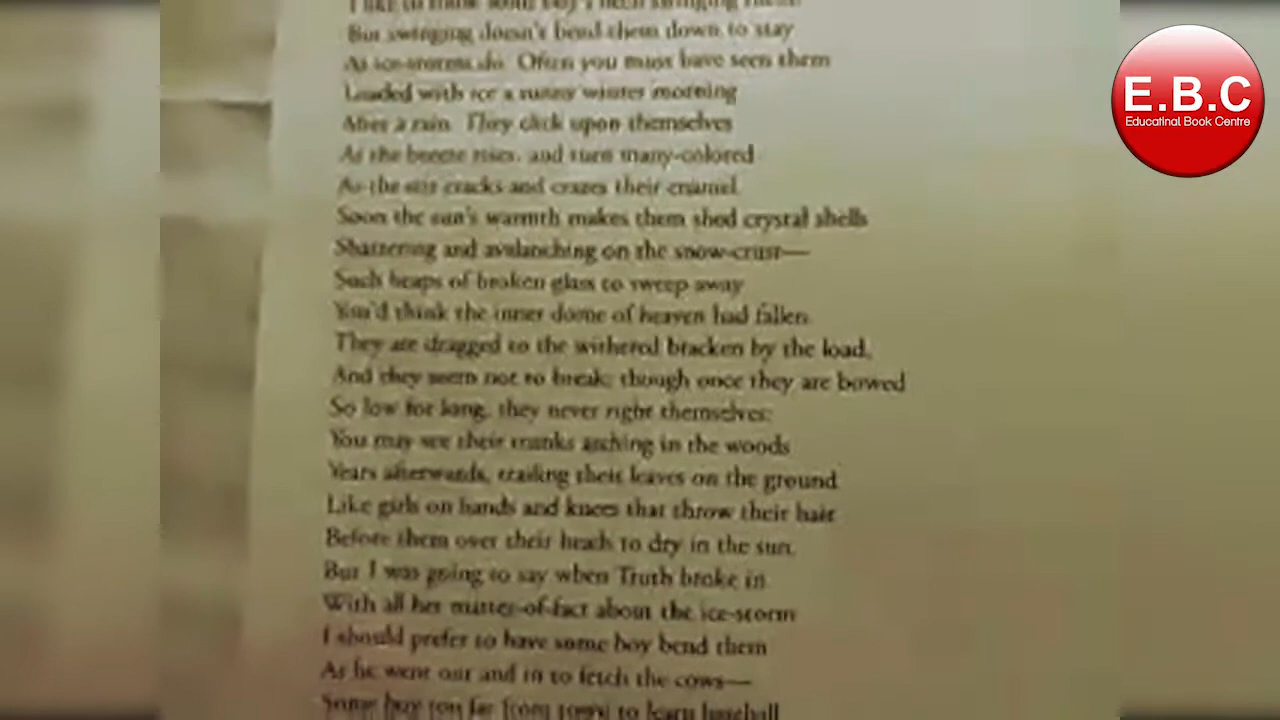 I like to think some boy's been swinging them.
But swinging doesn't bend them down to stay
As ice-storms do. Often you must have seen them
Loaded with ice a sunny winter morning
After a rain. They click upon themselves
As the breeze rises, and turn many-colored
As the stir cracks and crazes their enamel.
Soon the sun's warmth makes them shed crystal shells
Shattering and avalanching on the snow-crust—
Such heaps of broken glass to sweep away
You'd think the inner dome of heaven had fallen.
They are dragged to the withered bracken by the load,
And they seem not to break; though once they are bowed
So low for long, they never right themselves:
You may see their trunks arching in the woods
Years afterwards, trailing their leaves on the ground
Like girls on hands and knees that throw their hair
Before them over their heads to dry in the sun.
But I was going to say when Truth broke in
With all her matter-of-fact about the ice-storm
I should prefer to have some boy bend them
As he went out and in to fetch the cows—
Some boy too far from town to learn baseball
E.B.C
Educatinal Book Centre